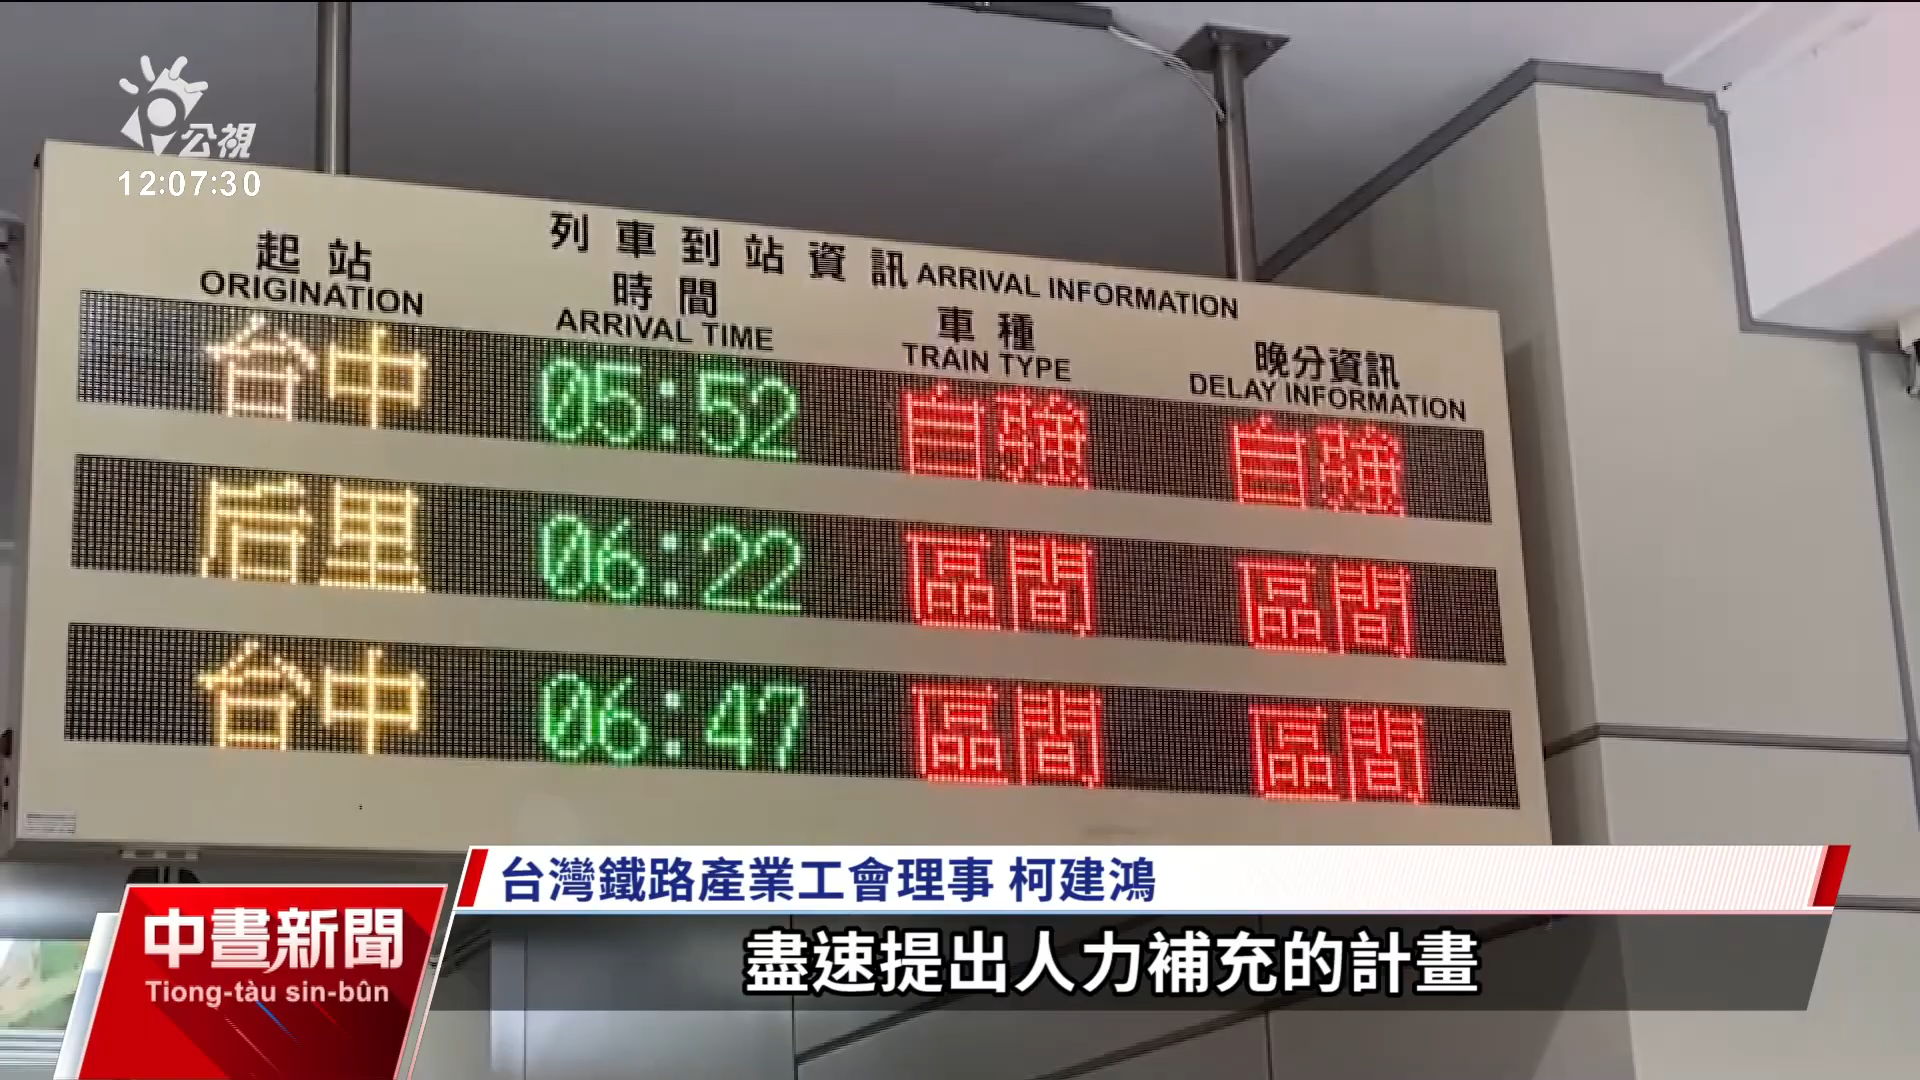 公視
12:07:30
列車到站資訊 ARRIVAL INFORMATION
起站 時間 車種 晚分資訊
ORIGINATION ARRIVAL TIME TRAIN TYPE DELAY INFORMATION
台中 05:52 自強 自強
后里 06:22 區間 區間
台中 06:47 區間 區間
台灣鐵路產業工會理事 柯建鴻
中晝新聞
Tiong-tàu sin-bûn
盡速提出人力補充的計畫